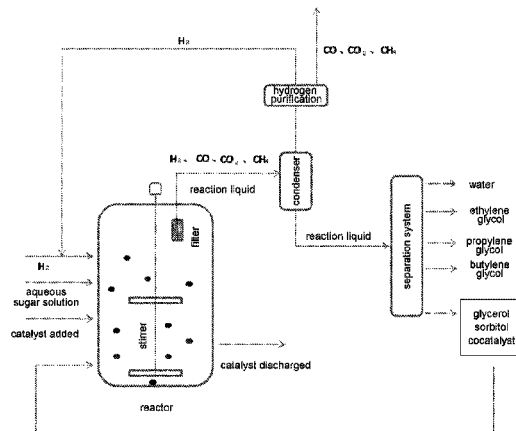 H₂
CO、CO₂、CH₄
hydrogen
purification
H₂、CO、CO₂、CH₄
reaction liquid
condenser
filler
reaction liquid
separation system
water
ethylene
glycol
propylene
glycol
butylene
glycol
glycerol
sorbitol
cocatalyst
H₂
aqueous
sugar solution
catalyst added
stirrer
catalyst discharged
reactor